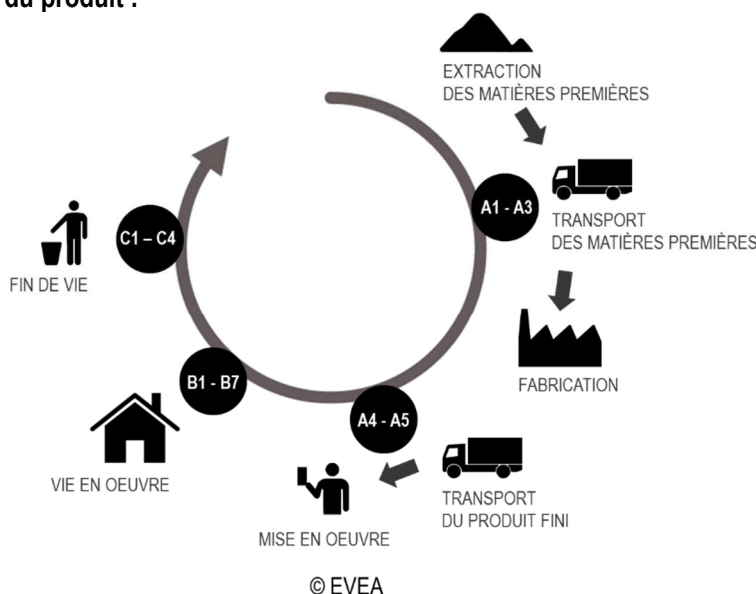 du produit :
EXTRACTION
DES MATIÈRES PREMIÈRES
A1 - A3
TRANSPORT
DES MATIÈRES PREMIÈRES
FABRICATION
A4 - A5
TRANSPORT
DU PRODUIT FINI
MISE EN OEUVRE
B1 - B7
VIE EN OEUVRE
C1 – C4
FIN DE VIE
© EVEA